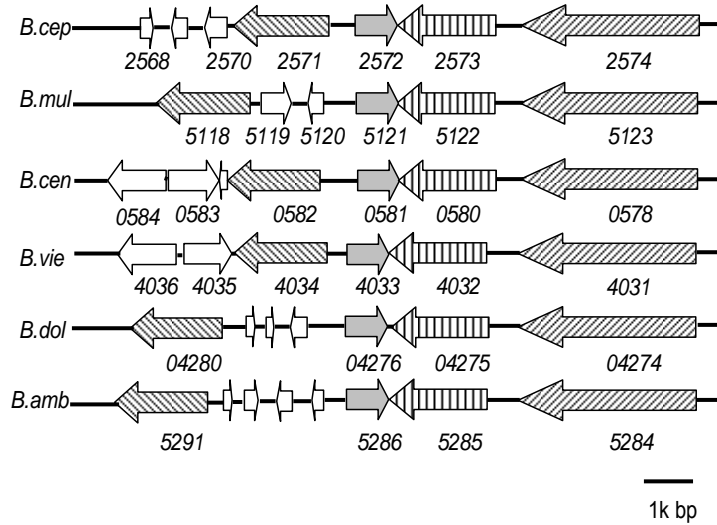 B.cep
2568 2570 2571 2572 2573 2574
B.mul
5118 5119 5120 5121 5122 5123
B.cen
0584 0583 0582 0581 0580 0578
B.vie
4036 4035 4034 4033 4032 4031
B.dol
04280 04276 04275 04274
B.amb
5291 5286 5285 5284
1k bp